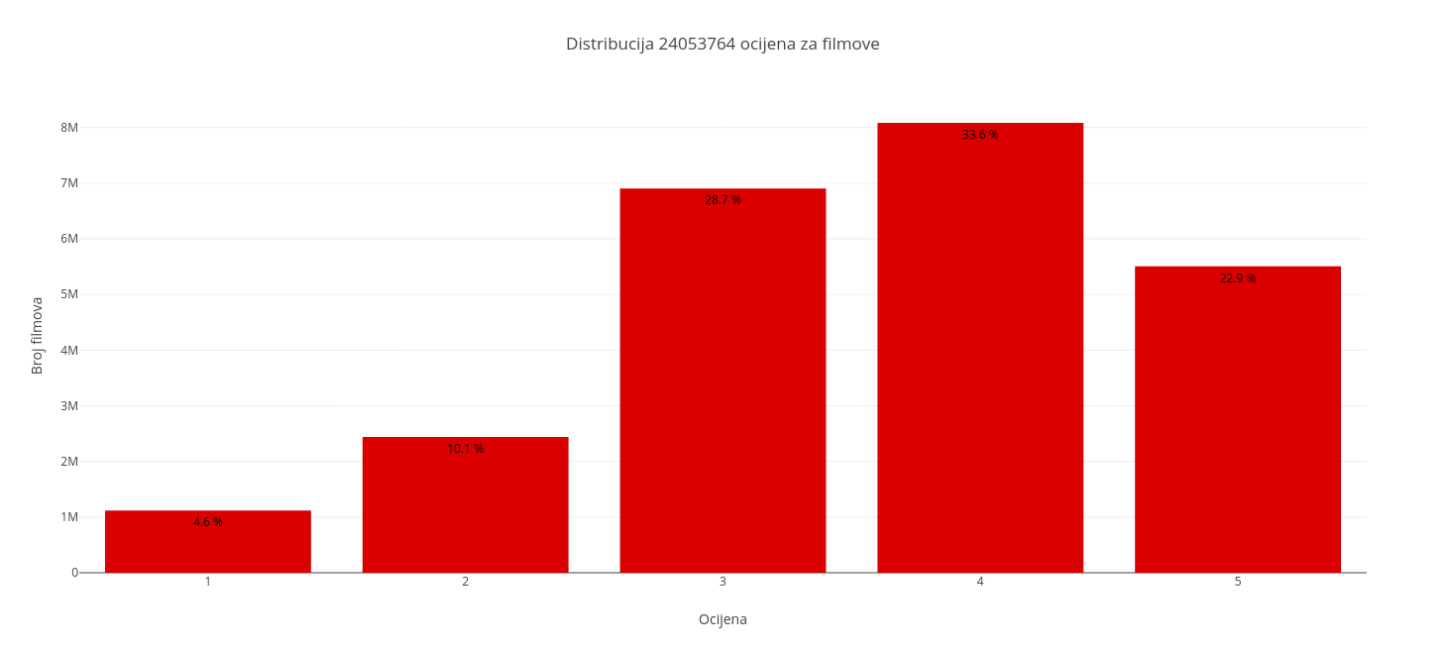 Distribucija 24053764 ocijena za filmove
8M
7M
6M
5M
4M
3M
2M
1M
0
Broj filmova
4.6 %
10.1 %
28.7 %
33.6 %
22.9 %
1
2
3
4
5
Ocijena